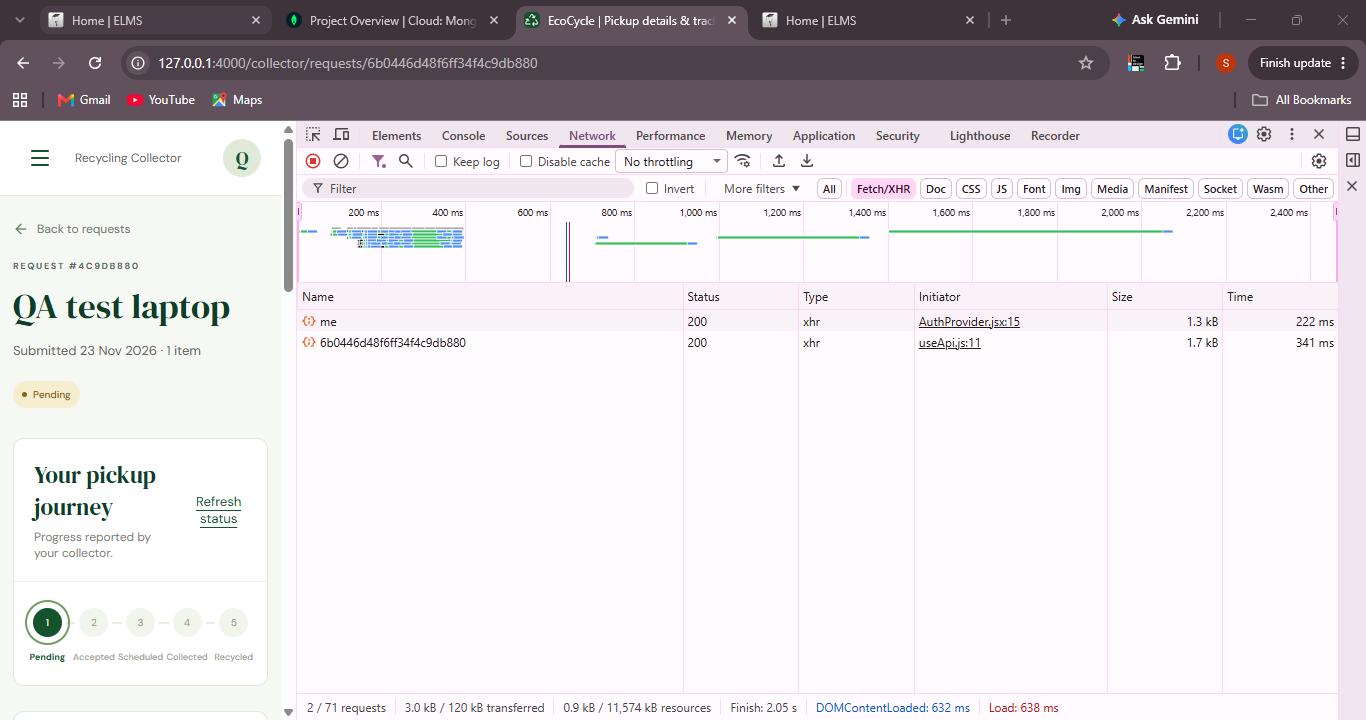 Home | ELMS
Project Overview | Cloud: Mong
EcoCycle | Pickup details & trac
Home | ELMS
Ask Gemini
127.0.0.1:4000/collector/requests/6b0446d48f6ff34f4c9db880
S
Finish update
Gmail
YouTube
Maps
All Bookmarks
Recycling Collector
Q
Back to requests
REQUEST #4C9DB880
QA test laptop
Submitted 23 Nov 2026 · 1 item
Pending
Your pickup
journey
Refresh
status
Progress reported by
your collector.
1 2 3 4 5
Pending Accepted Scheduled Collected Recycled
Elements Console Sources Network Performance Memory Application Security Lighthouse Recorder
Keep log Disable cache No throttling
Filter Invert More filters All Fetch/XHR Doc CSS JS Font Img Media Manifest Socket Wasm Other
200 ms 400 ms 600 ms 800 ms 1,000 ms 1,200 ms 1,400 ms 1,600 ms 1,800 ms 2,000 ms 2,200 ms 2,400 ms
Name Status Type Initiator Size Time
me 200 xhr AuthProvider.jsx:15 1.3 kB 222 ms
6b0446d48f6ff34f4c9db880 200 xhr useApi.js:11 1.7 kB 341 ms
2 / 71 requests 3.0 kB / 120 kB transferred 0.9 kB / 11,574 kB resources Finish: 2.05 s DOMContentLoaded: 632 ms Load: 638 ms